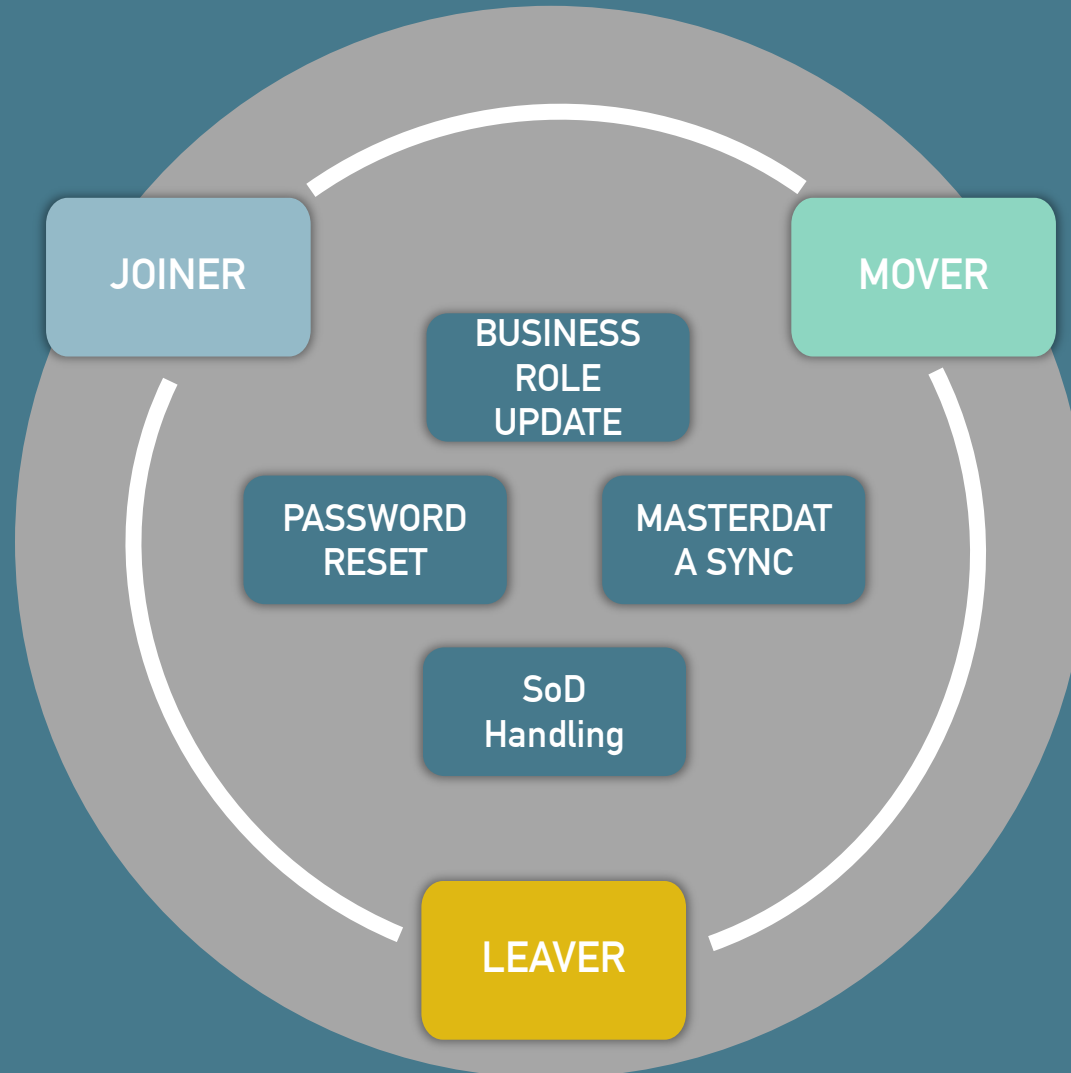 JOINER
MOVER
BUSINESS
ROLE
UPDATE
PASSWORD
RESET
MASTERDAT
A SYNC
SoD
Handling
LEAVER